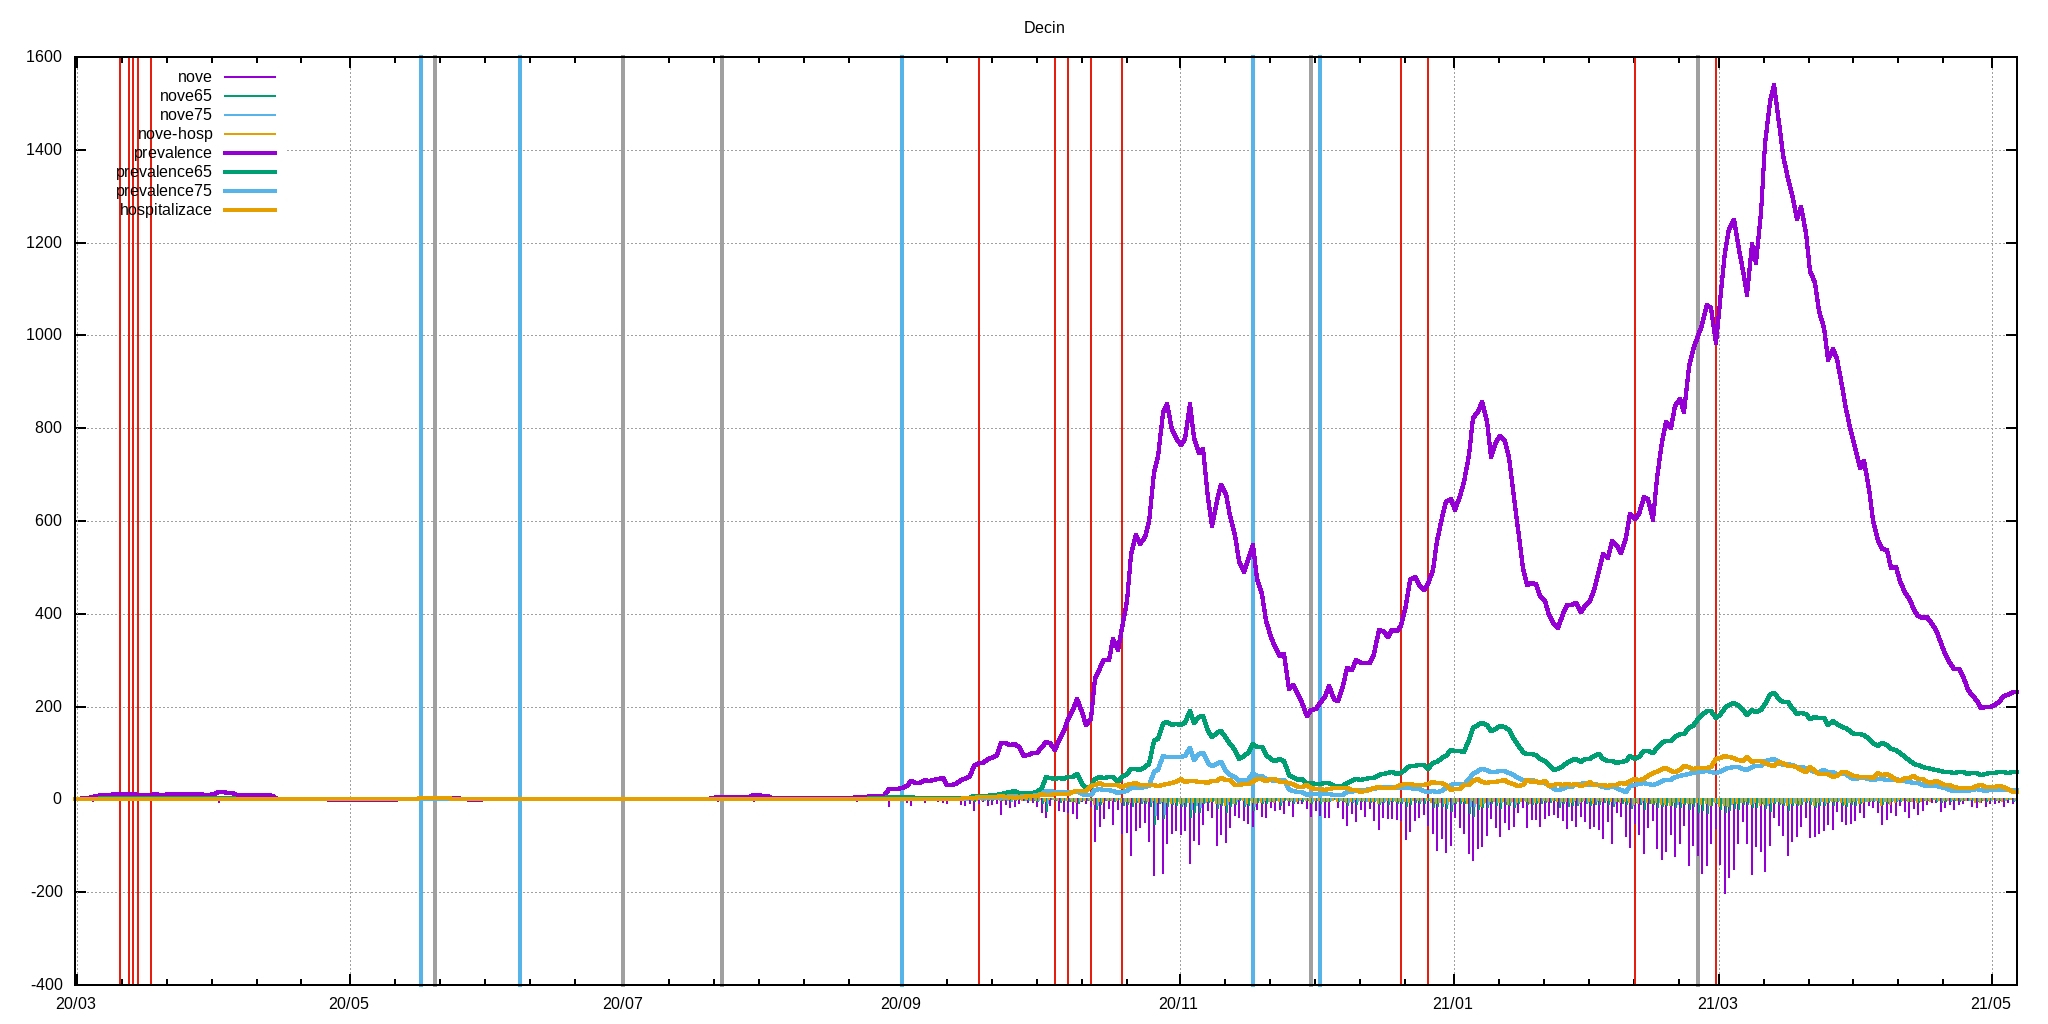 Decin
1600
1400
1200
1000
800
600
400
200
0
-200
-400
nove
nove65
nove75
nove-hosp
prevalence
prevalence65
prevalence75
hospitalizace
20/03 20/05 20/07 20/09 20/11 21/01 21/03 21/05